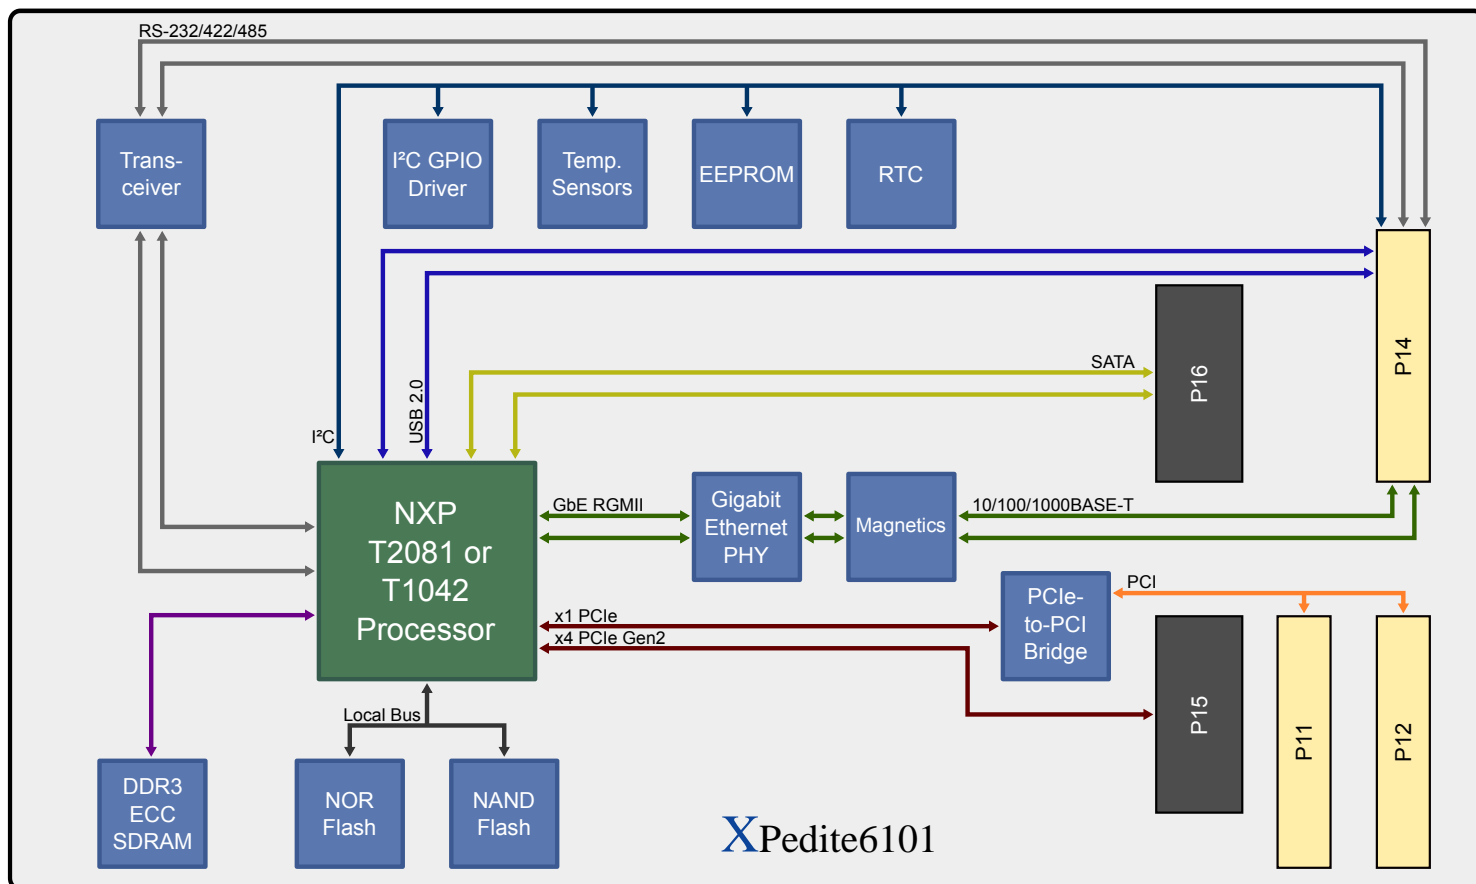 RS-232/422/485
Trans-
ceiver
I²C GPIO
Driver
Temp.
Sensors
EEPROM
RTC
P14
P16
SATA
USB 2.0
I²C
NXP
T2081 or
T1042
Processor
GbE RGMII
Gigabit
Ethernet
PHY
Magnetics
10/100/1000BASE-T
x1 PCIe
x4 PCIe Gen2
PCIe-
to-PCI
Bridge
PCI
P15
P11
P12
Local Bus
DDR3
ECC
SDRAM
NOR
Flash
NAND
Flash
XPedite6101